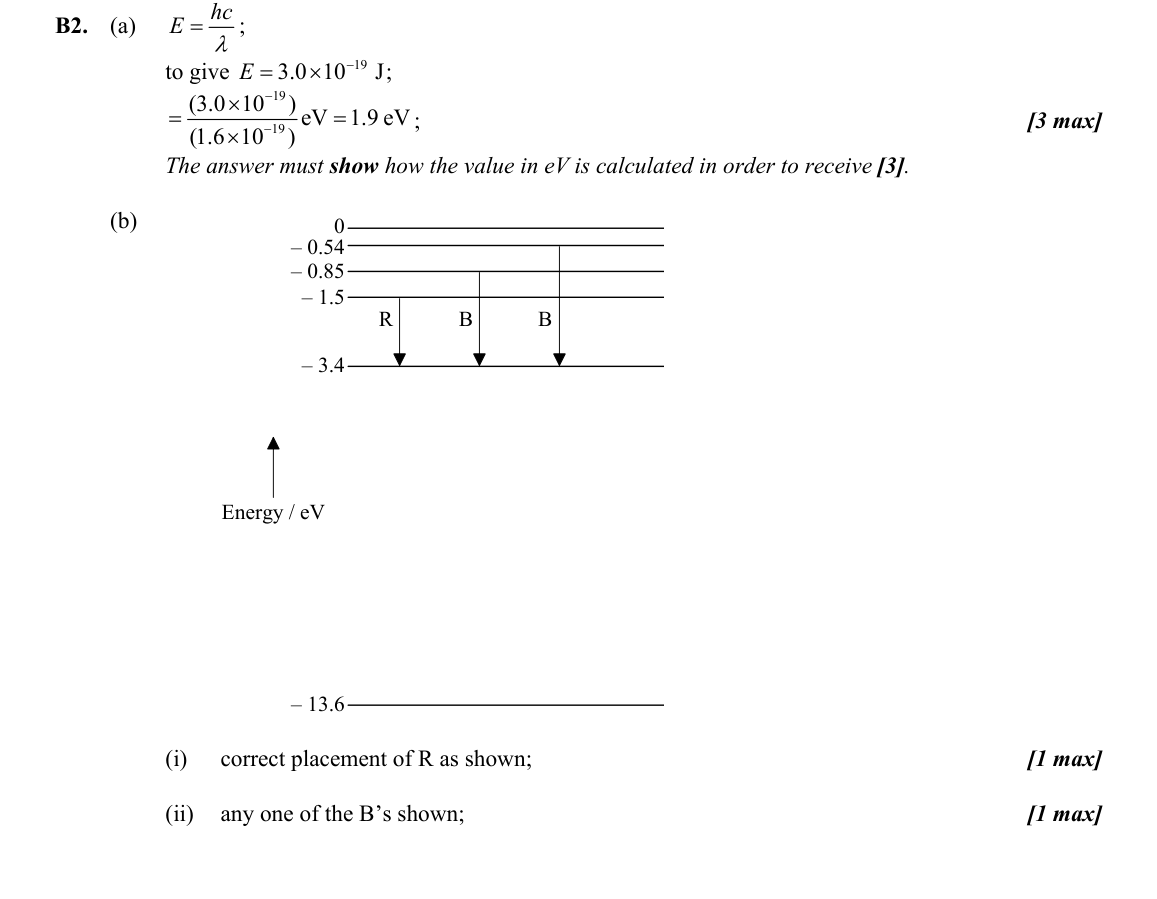 B2. (a) E = hc/λ ;
to give E = 3.0×10⁻¹⁹ J;
= (3.0×10⁻¹⁹)/(1.6×10⁻¹⁹) eV = 1.9 eV ; [3 max]
The answer must show how the value in eV is calculated in order to receive [3].
(b)
0
– 0.54
– 0.85
– 1.5
R B B
– 3.4
Energy / eV
– 13.6
(i) correct placement of R as shown; [1 max]
(ii) any one of the B’s shown; [1 max]